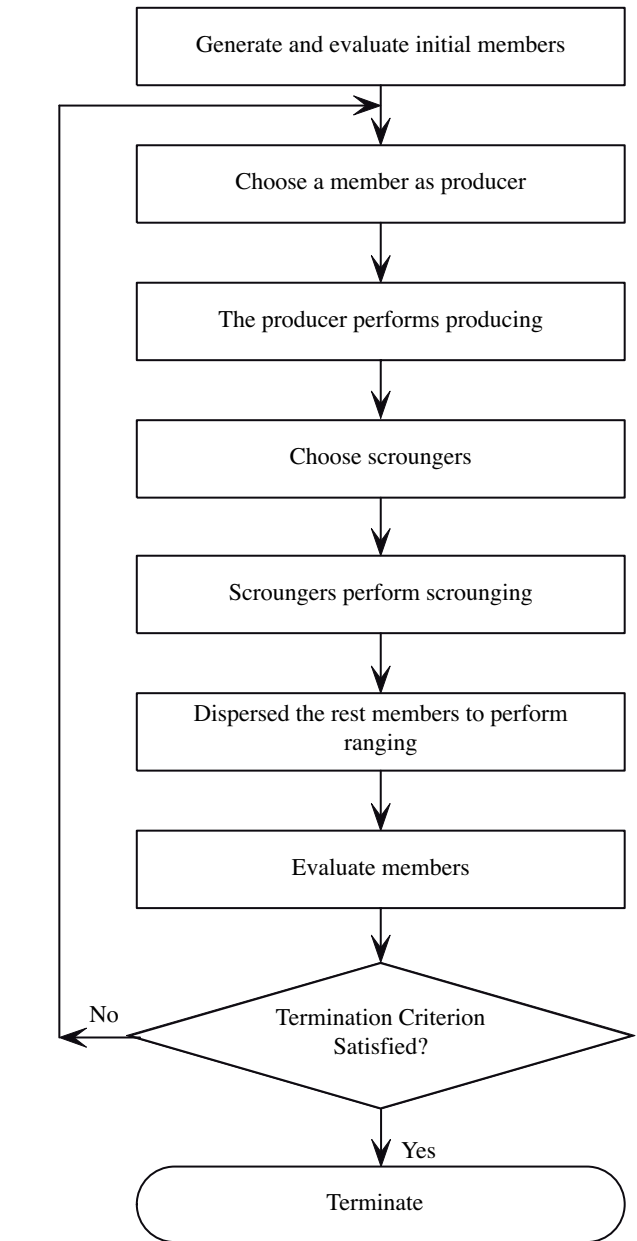 Generate and evaluate initial members
Choose a member as producer
The producer performs producing
Choose scroungers
Scroungers perform scrounging
Dispersed the rest members to perform
ranging
Evaluate members
Termination Criterion
Satisfied?
No
Yes
Terminate